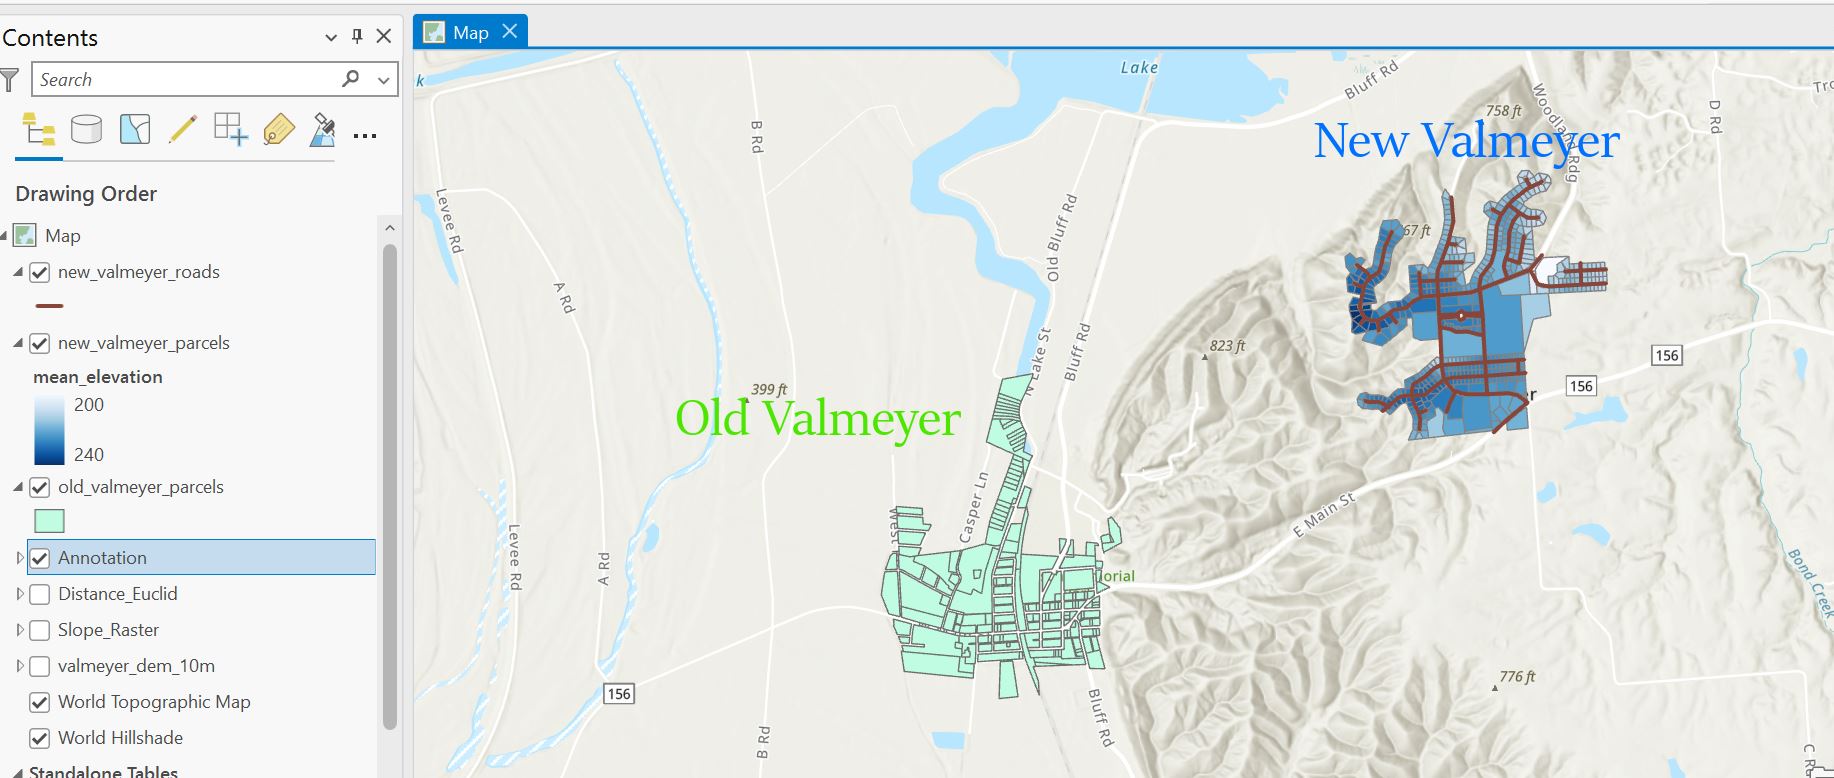 Contents
Search
Drawing Order
Map
new_valmeyer_roads
new_valmeyer_parcels
mean_elevation
200
240
old_valmeyer_parcels
Annotation
Distance_Euclid
Slope_Raster
valmeyer_dem_10m
World Topographic Map
World Hillshade
Standalone Tables
Map
k
Lake
Bluff Rd
758 ft
Woodland Rdg
D Rd
New Valmeyer
B Rd
Levee Rd
Old Bluff Rd
67 ft
A Rd
N Lake St
Bluff Rd
823 ft
156
156
399 ft
Old Valmeyer
r
Casper Ln
West
E Main St
Levee Rd
A Rd
orial
Bond Creek
776 ft
156
B Rd
Bluff Rd
C Rd